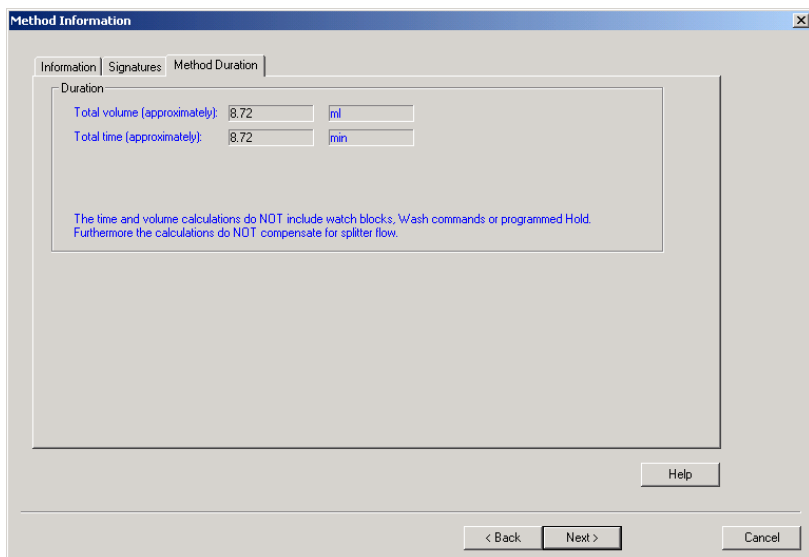 Method Information
Information
Signatures
Method Duration
Duration
Total volume (approximately): 8.72 ml
Total time (approximately): 8.72 min
The time and volume calculations do NOT include watch blocks, Wash commands or programmed Hold.
Furthermore the calculations do NOT compensate for splitter flow.
Help
< Back
Next >
Cancel